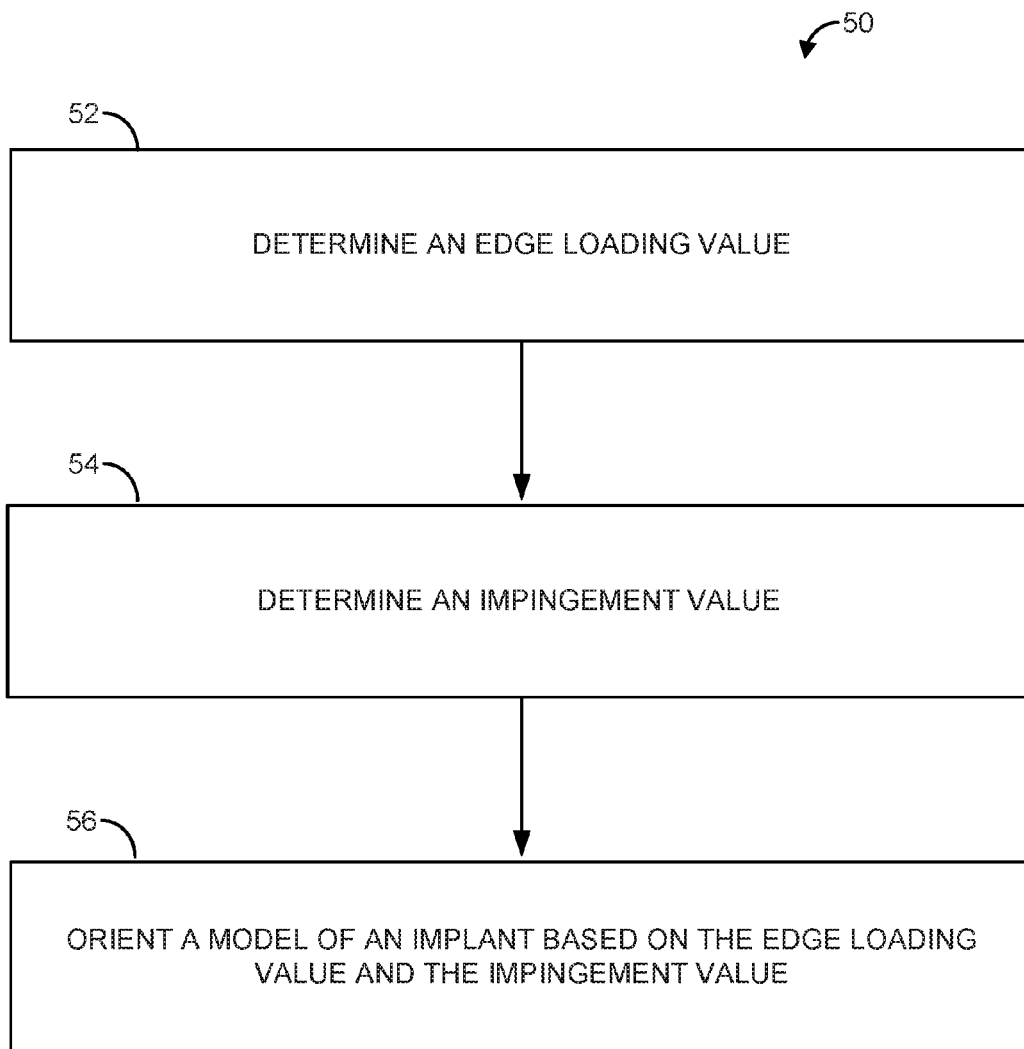 50
52
DETERMINE AN EDGE LOADING VALUE
54
DETERMINE AN IMPINGEMENT VALUE
56
ORIENT A MODEL OF AN IMPLANT BASED ON THE EDGE LOADING
VALUE AND THE IMPINGEMENT VALUE